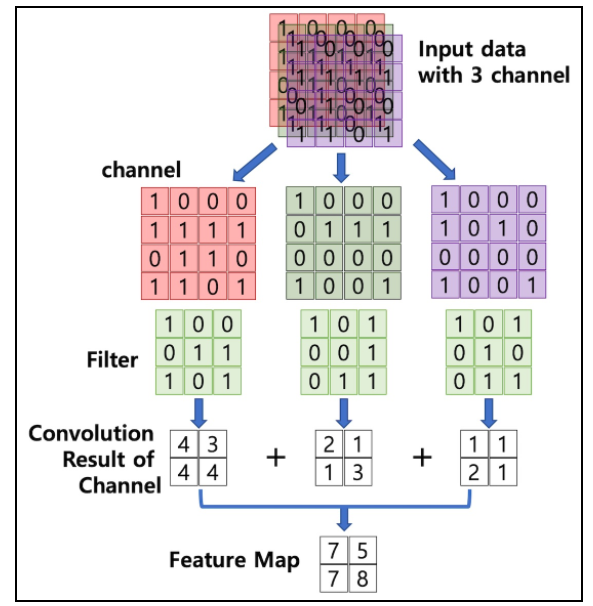 Input data
with 3 channel
channel
1 0 0 0
1 1 1 1
0 1 1 0
1 1 0 1
1 0 0 0
0 1 1 1
0 0 0 0
1 0 0 1
1 0 0 0
1 0 1 0
0 0 0 0
1 0 0 1
Filter
1 0 0
0 1 1
1 0 1
1 0 1
0 0 1
0 1 1
1 0 1
0 1 0
0 1 1
Convolution
Result of
Channel
4 3
4 4
+
2 1
1 3
+
1 1
2 1
Feature Map
7 5
7 8